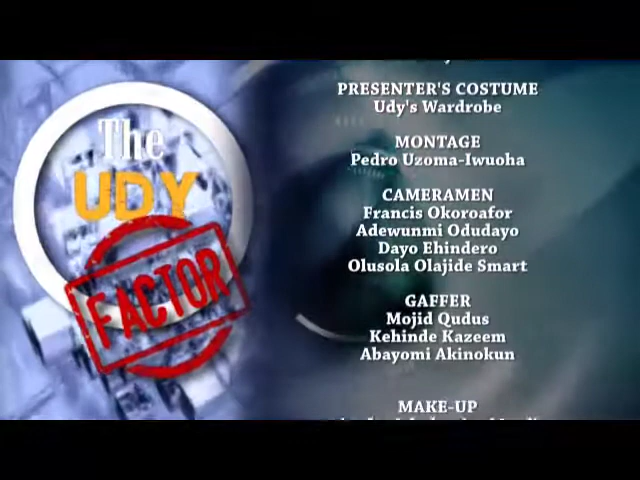 The
UDY
FACTOR
PRESENTER'S COSTUME
Udy's Wardrobe
MONTAGE
Pedro Uzoma-Iwuoha
CAMERAMEN
Francis Okoroafor
Adewunmi Odudayo
Dayo Ehindero
Olusola Olajide Smart
GAFFER
Mojid Qudus
Kehinde Kazeem
Abayomi Akinokun
MAKE-UP